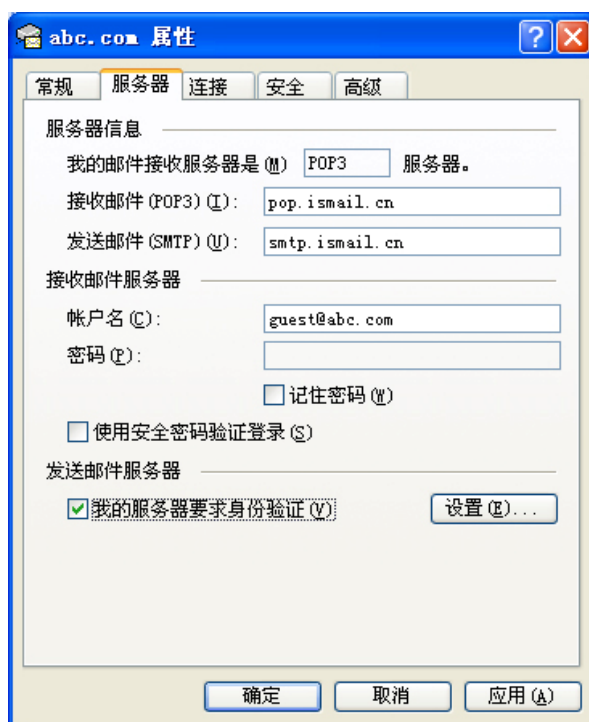 abc.com 属性
常规 服务器 连接 安全 高级
服务器信息
我的邮件接收服务器是(M) POP3 服务器。
接收邮件(POP3)(I): pop.ismail.cn
发送邮件(SMTP)(U): smtp.ismail.cn
接收邮件服务器
帐户名(C): guest@abc.com
密码(P):
记住密码(W)
使用安全密码验证登录(S)
发送邮件服务器
我的服务器要求身份验证(V) 设置(E)...
确定 取消 应用(A)